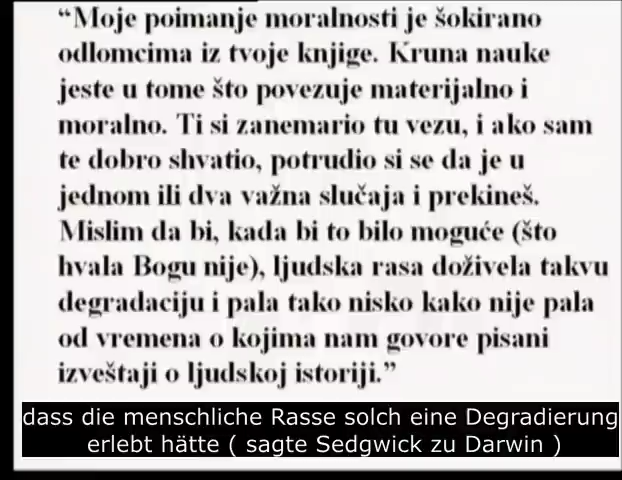 “Moje poimanje moralnosti je šokirano
odlomcima iz tvoje knjige. Kruna nauke
jeste u tome što povezuje materijalno i
moralno. Ti si zanemario tu vezu, i ako sam
te dobro shvatio, potrudio si se da je u
jednom ili dva važna slučaja i prekineš.
Mislim da bi, kada bi to bilo moguće (što
hvala Bogu nije), ljudska rasa doživela takvu
degradaciju i pala tako nisko kako nije pala
od vremena o kojima nam govore pisani
izveštaji o ljudskoj istoriji.”
dass die menschliche Rasse solch eine Degradierung
erlebt hätte ( sagte Sedgwick zu Darwin )